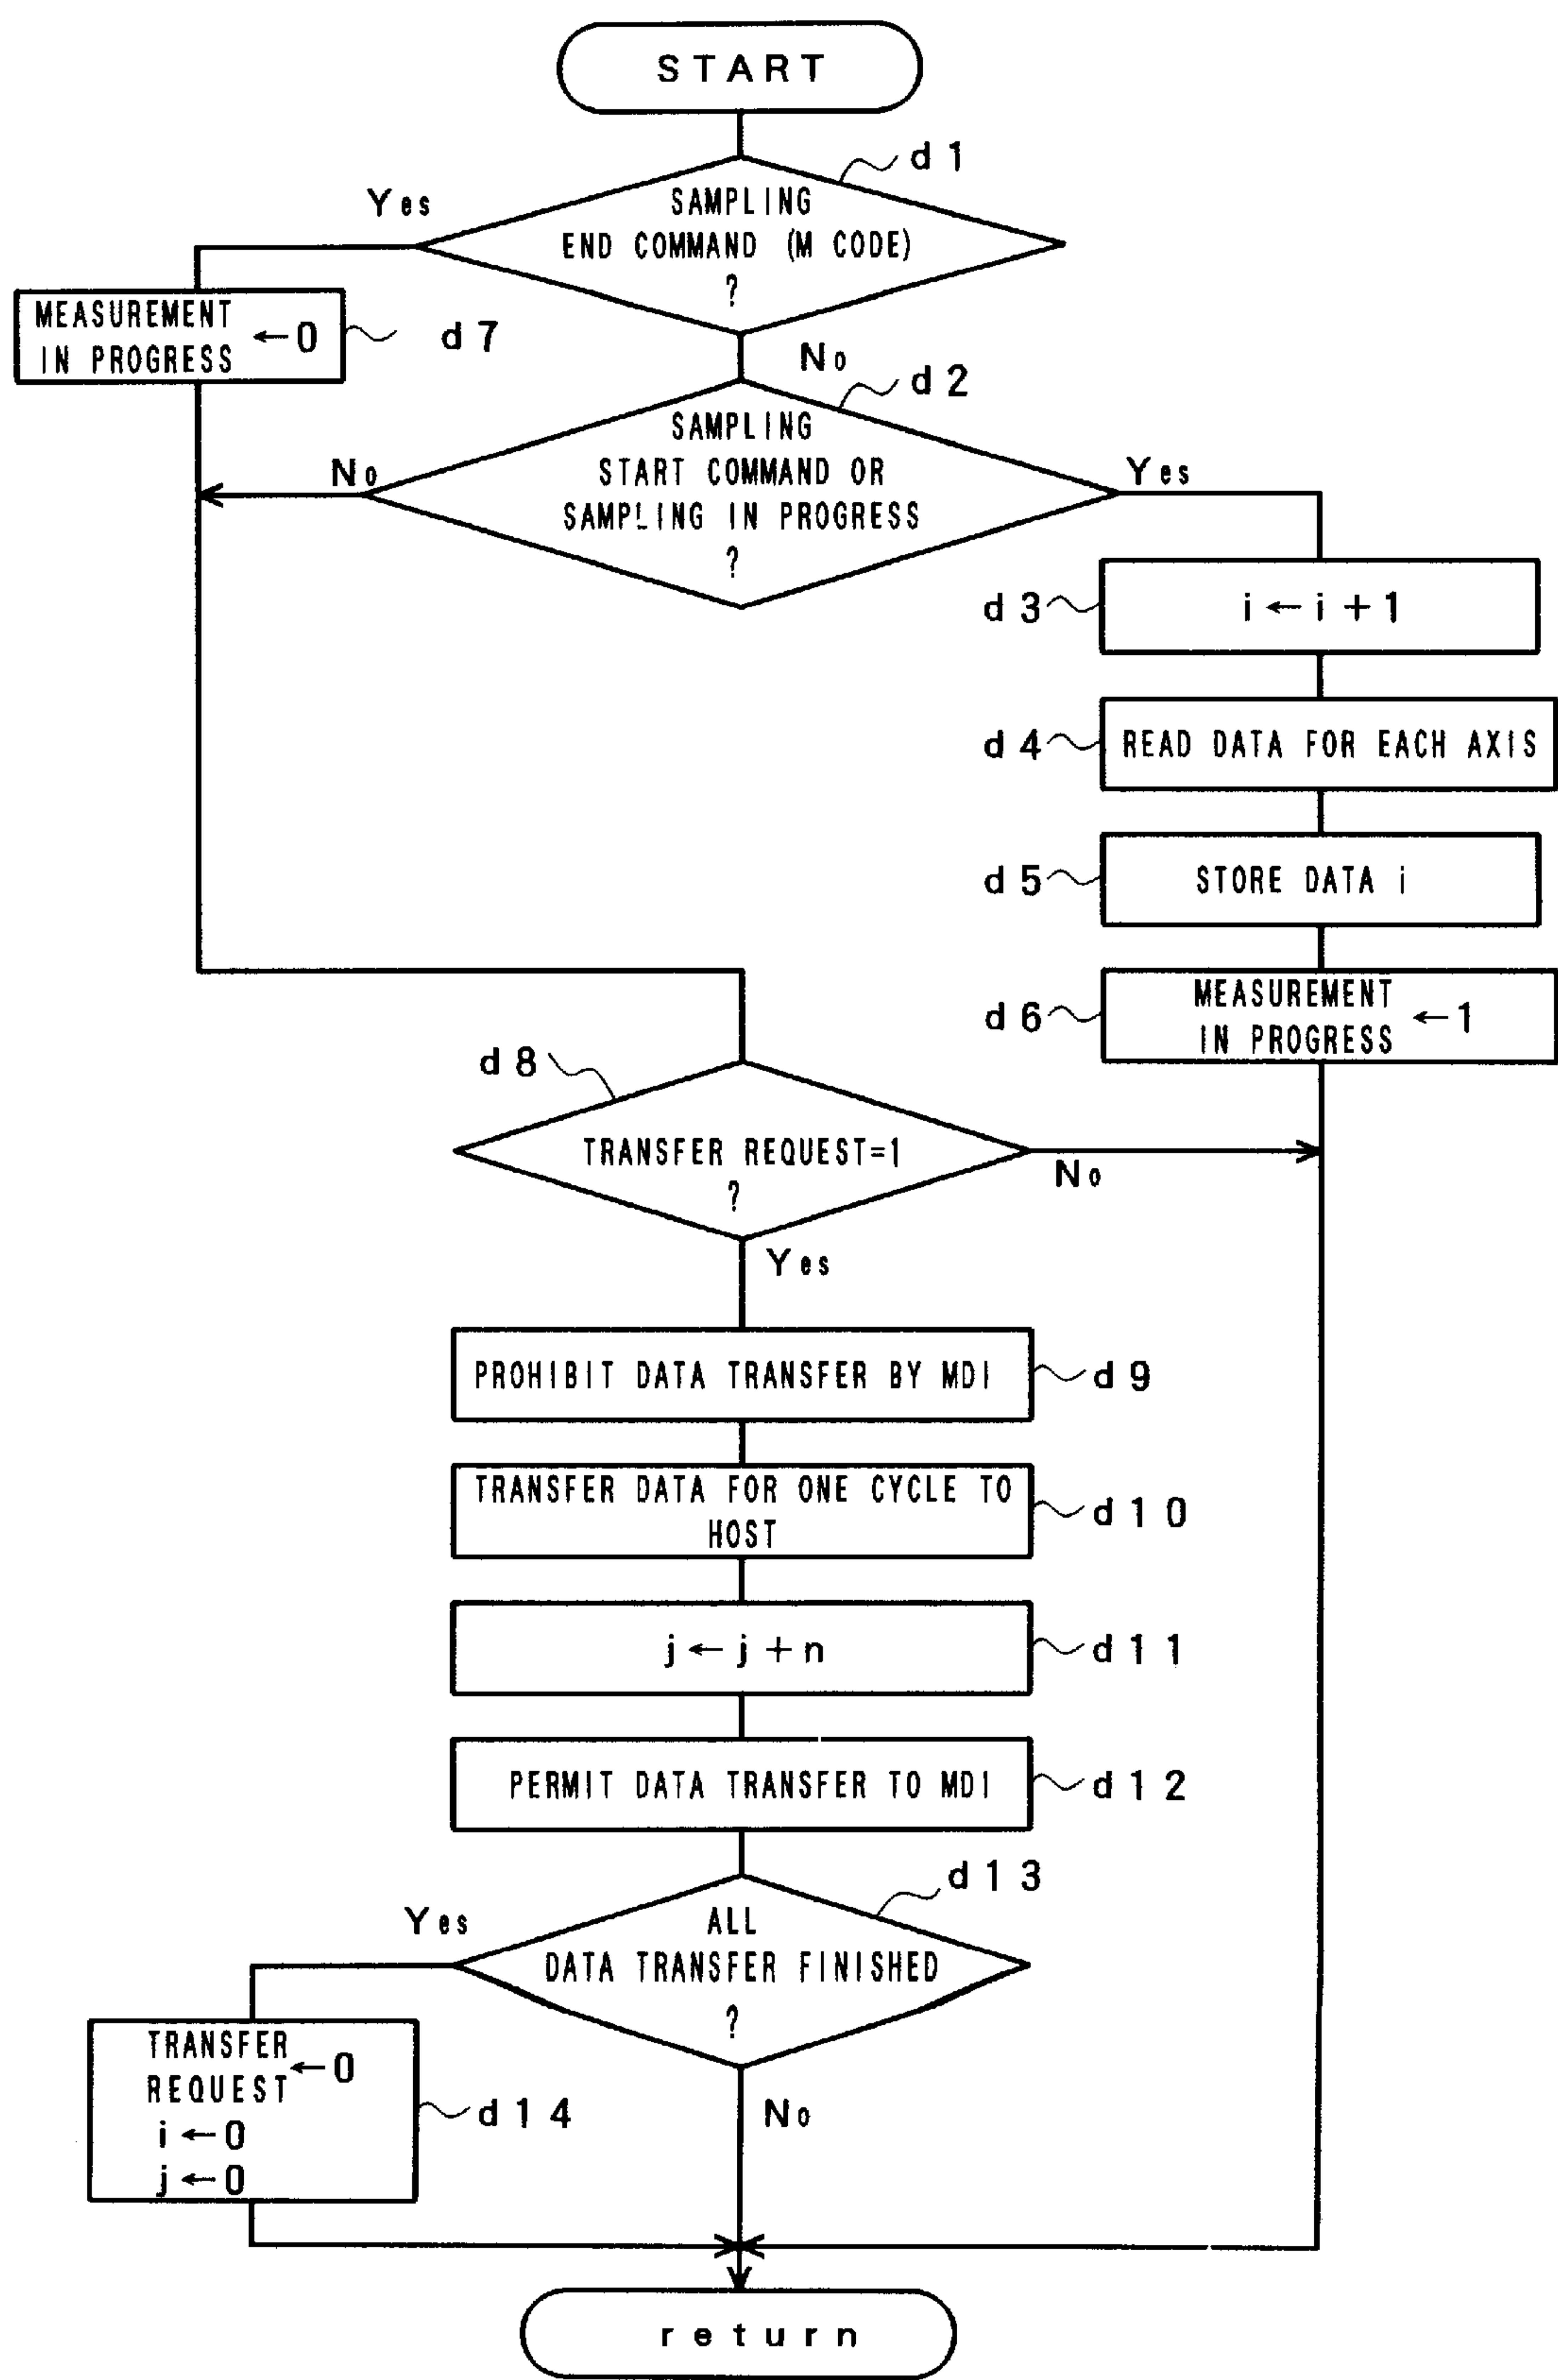 START
d1
Yes
SAMPLING
END COMMAND (M CODE)
?
MEASUREMENT
IN PROGRESS ←0
d7
No
d2
SAMPLING
START COMMAND OR
SAMPLING IN PROGRESS
?
No
Yes
d3
i←i+1
d4
READ DATA FOR EACH AXIS
d5
STORE DATA i
d6
MEASUREMENT
IN PROGRESS ←1
d8
TRANSFER REQUEST=1
?
No
Yes
PROHIBIT DATA TRANSFER BY MDI
d9
TRANSFER DATA FOR ONE CYCLE TO
HOST
d10
j←j+n
d11
PERMIT DATA TRANSFER TO MDI
d12
d13
Yes
ALL
DATA TRANSFER FINISHED
?
TRANSFER
REQUEST ←0
i←0
j←0
d14
No
return